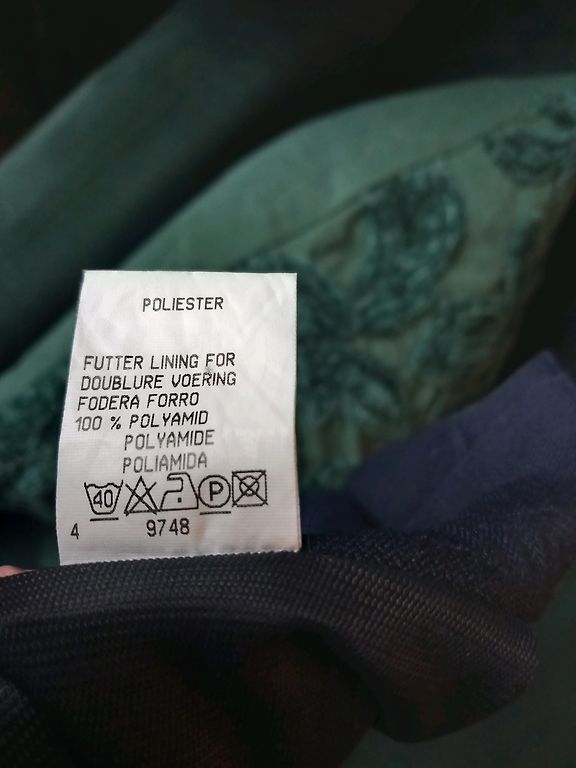 POLIESTER
FUTTER LINING FOR
DOUBLURE VOERING
FODERA FORRO
100 % POLYAMID
POLYAMIDE
POLIAMIDA
40 P
4 9748